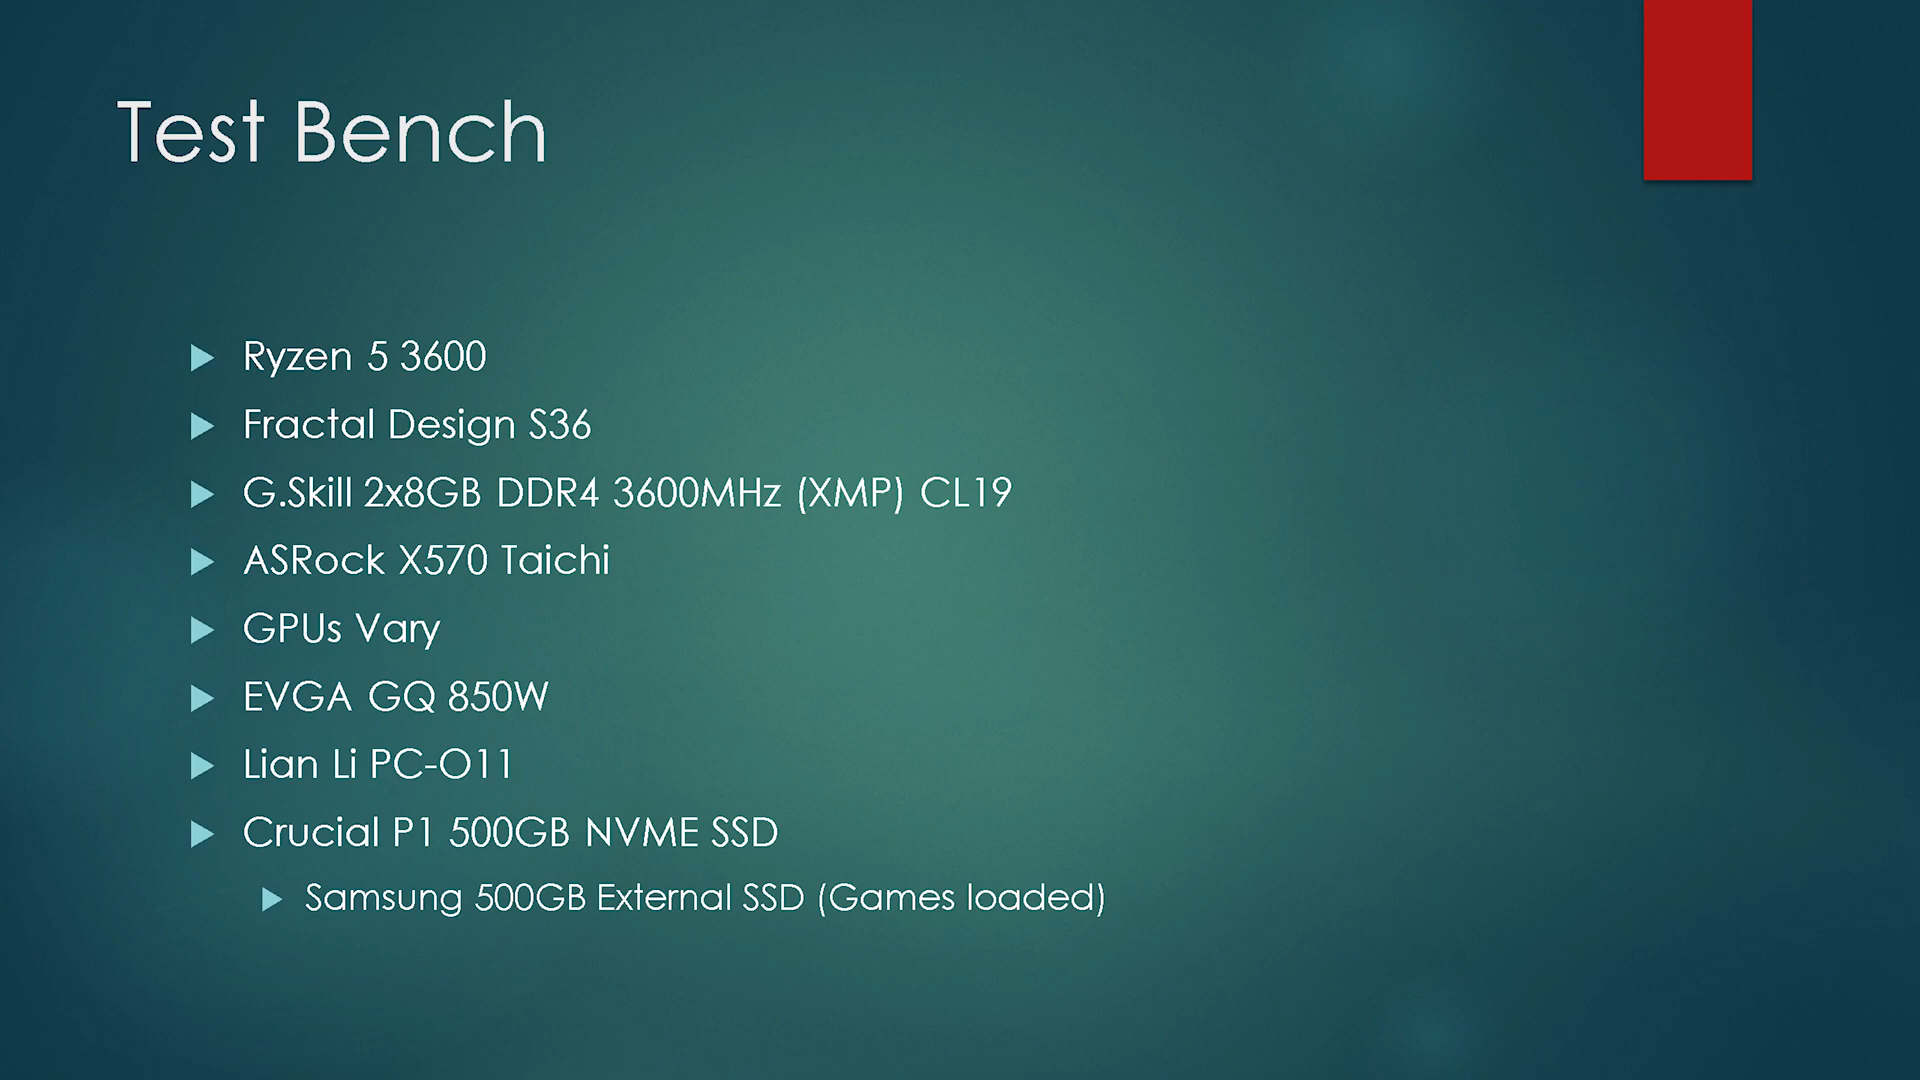 Test Bench
Ryzen 5 3600
Fractal Design S36
G.Skill 2x8GB DDR4 3600MHz (XMP) CL19
ASRock X570 Taichi
GPUs Vary
EVGA GQ 850W
Lian Li PC-O11
Crucial P1 500GB NVME SSD
Samsung 500GB External SSD (Games loaded)